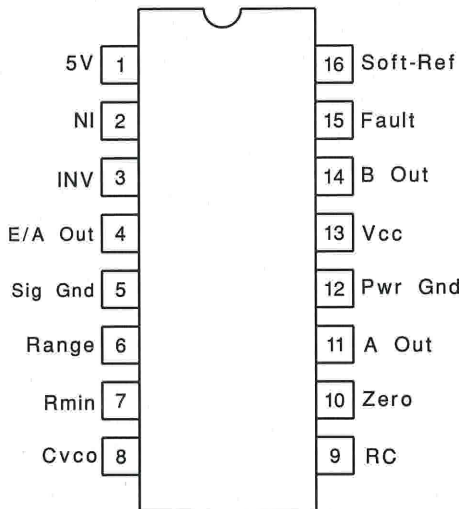 5V 1 16 Soft-Ref
NI 2 15 Fault
INV 3 14 B Out
E/A Out 4 13 Vcc
Sig Gnd 5 12 Pwr Gnd
Range 6 11 A Out
Rmin 7 10 Zero
Cvco 8 9 RC